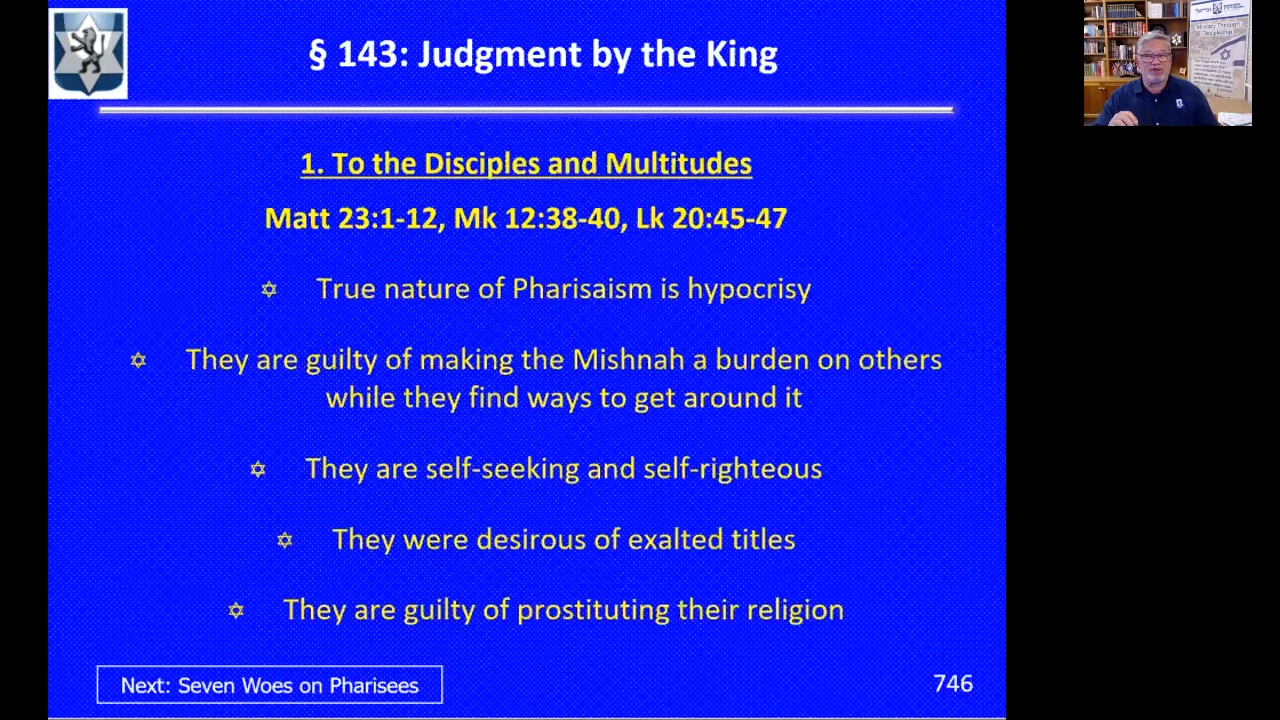 § 143: Judgment by the King
1. To the Disciples and Multitudes
Matt 23:1-12, Mk 12:38-40, Lk 20:45-47
✡ True nature of Pharisaism is hypocrisy
✡ They are guilty of making the Mishnah a burden on others
while they find ways to get around it
✡ They are self-seeking and self-righteous
✡ They were desirous of exalted titles
✡ They are guilty of prostituting their religion
Next: Seven Woes on Pharisees
746
Ministry Through
Discipleship